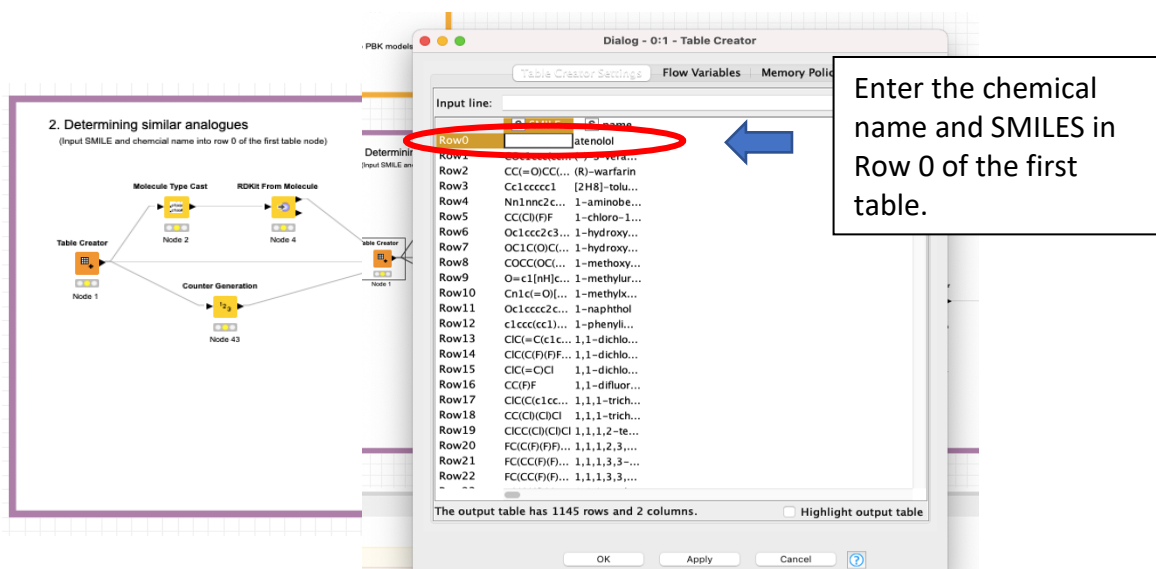 PBK models
Dialog - 0:1 - Table Creator
Table Creator Settings Flow Variables Memory Polic
Input line:
S SMILE S name
Row0 atenolol
Row1
Row2 CC(=O)CC(... (R)-warfarin
Row3 Cc1ccccc1 [2H8]-tolu...
Row4 Nn1nnc2c... 1-aminobe...
Row5 CC(Cl)(F)F 1-chloro-1...
Row6 Oc1ccc2c3... 1-hydroxy...
Row7 OC1C(O)C(... 1-hydroxy...
Row8 COCC(OC(... 1-methoxy...
Row9 O=c1[nH]c... 1-methylur...
Row10 Cn1c(=O)[... 1-methylx...
Row11 Oc1cccc2c... 1-naphthol
Row12 c1ccc(cc1)... 1-phenyli...
Row13 ClC(=C(c1c... 1,1-dichlo...
Row14 ClC(C(F)(F)F... 1,1-dichlo...
Row15 ClC(=C)Cl 1,1-dichlo...
Row16 CC(F)F 1,1-difluor...
Row17 ClC(C(c1cc... 1,1,1-trich...
Row18 CC(Cl)(Cl)Cl 1,1,1-trich...
Row19 ClCC(Cl)(Cl)Cl 1,1,1,2-te...
Row20 FC(C(F)(F)F)... 1,1,1,2,3,...
Row21 FC(CC(F)(F)... 1,1,1,3,3-...
Row22 FC(CC(F)(F)... 1,1,1,3,3,...
The output table has 1145 rows and 2 columns. Highlight output table
OK Apply Cancel ?
Enter the chemical
name and SMILES in
Row 0 of the first
table.
2. Determining similar analogues
(Input SMILE and chemcial name into row 0 of the first table node)
Molecule Type Cast RDKit From Molecule
Node 2 Node 4
Table Creator
Node 1
Counter Generation
Node 43
Determinin
(Input SMILE an
able Creator
Node 1